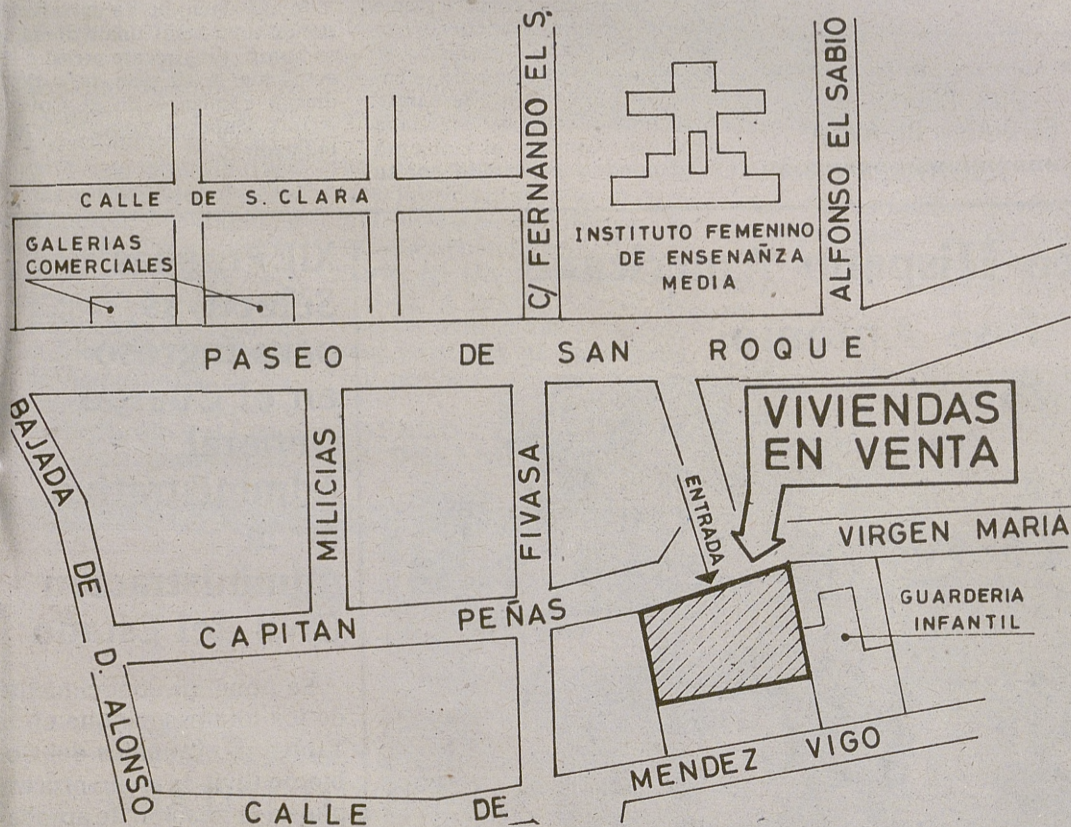 C/ FERNANDO EL S.
ALFONSO EL SABIO
CALLE DE S. CLARA
GALERIAS
COMERCIALES
INSTITUTO FEMENINO
DE ENSENAÑZA
MEDIA
PASEO DE SAN ROQUE
BAJADA DE D. ALONSO
MILICIAS
FIVASA
ENTRADA
VIVIENDAS
EN VENTA
VIRGEN MARIA
GUARDERIA
INFANTIL
CAPITAN PEÑAS
CALLE DE MENDEZ VIGO